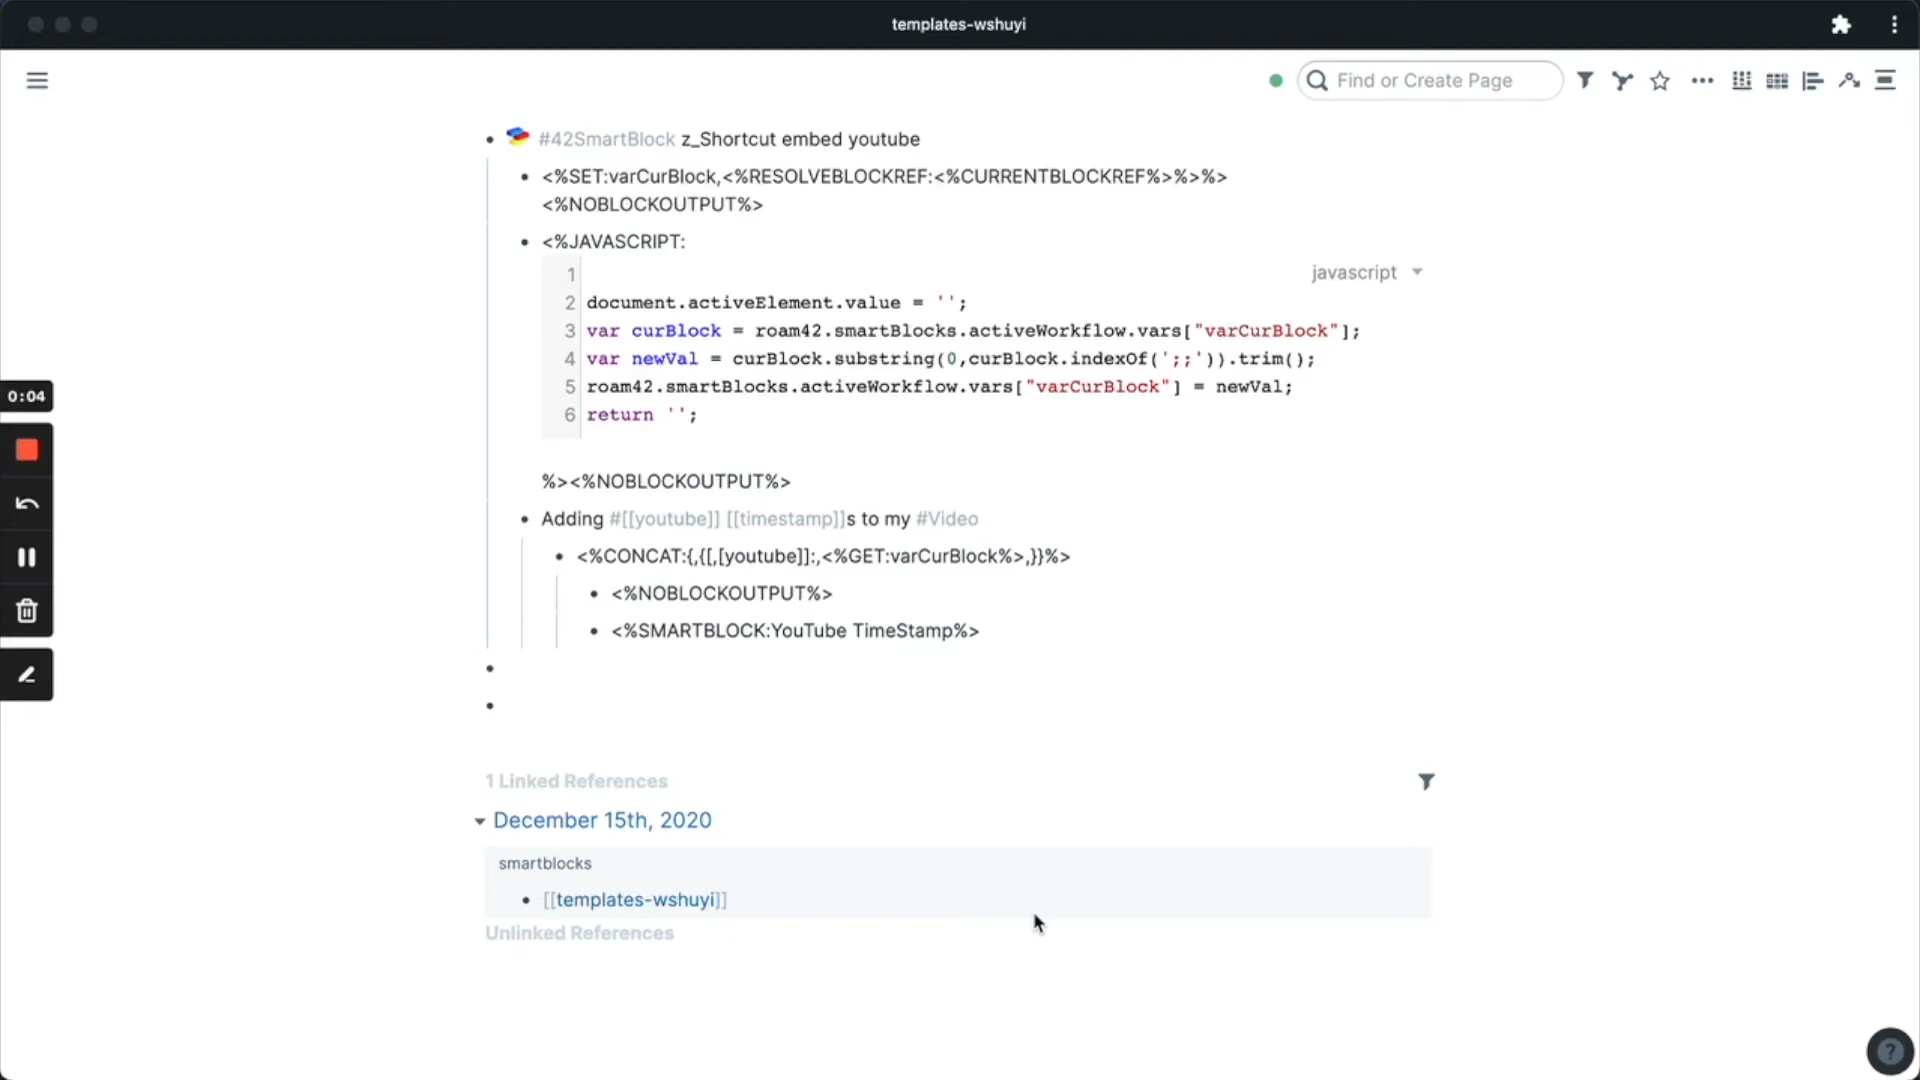 templates-wshuyi
Find or Create Page
#42SmartBlock z_Shortcut embed youtube
<%SET:varCurBlock,<%RESOLVEBLOCKREF:<%CURRENTBLOCKREF%>%>%>
<%NOBLOCKOUTPUT%>
<%JAVASCRIPT:
javascript
1
2 document.activeElement.value = '';
3 var curBlock = roam42.smartBlocks.activeWorkflow.vars["varCurBlock"];
4 var newVal = curBlock.substring(0,curBlock.indexOf(';;')).trim();
5 roam42.smartBlocks.activeWorkflow.vars["varCurBlock"] = newVal;
6 return '';
%><%NOBLOCKOUTPUT%>
Adding #[[youtube]] [[timestamp]]s to my #Video
<%CONCAT:{,{[,[youtube]]:,<%GET:varCurBlock%>,}}%>
<%NOBLOCKOUTPUT%>
<%SMARTBLOCK:YouTube TimeStamp%>
0:04
1 Linked References
December 15th, 2020
smartblocks
[[templates-wshuyi]]
Unlinked References
?